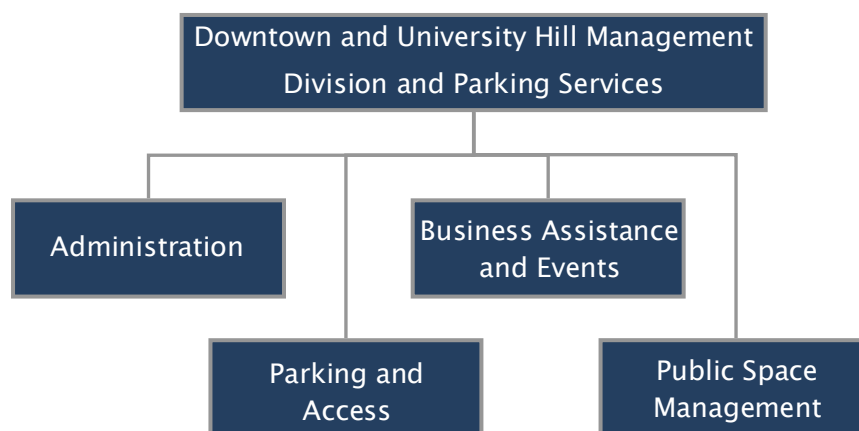 Downtown and University Hill Management
Division and Parking Services
Administration
Business Assistance
and Events
Parking and
Access
Public Space
Management